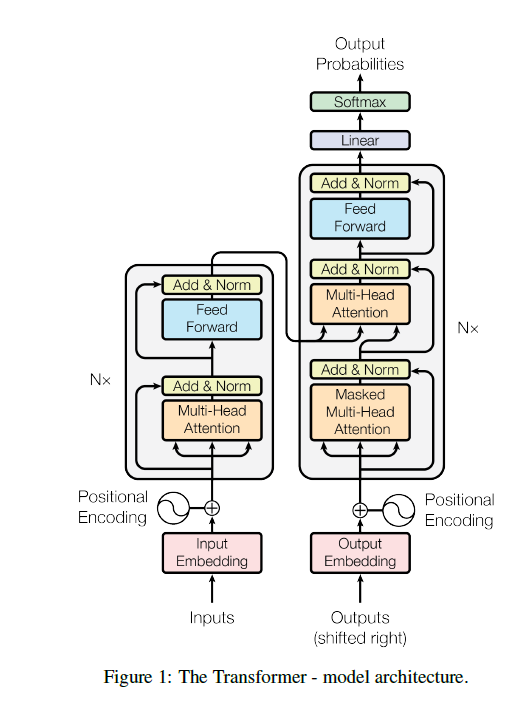 Output
Probabilities
Softmax
Linear
Add & Norm
Feed
Forward
Add & Norm
Multi-Head
Attention
Add & Norm
Masked
Multi-Head
Attention
N×
Add & Norm
Feed
Forward
Add & Norm
Multi-Head
Attention
N×
Positional
Encoding
Positional
Encoding
Input
Embedding
Output
Embedding
Inputs
Outputs
(shifted right)
Figure 1: The Transformer - model architecture.